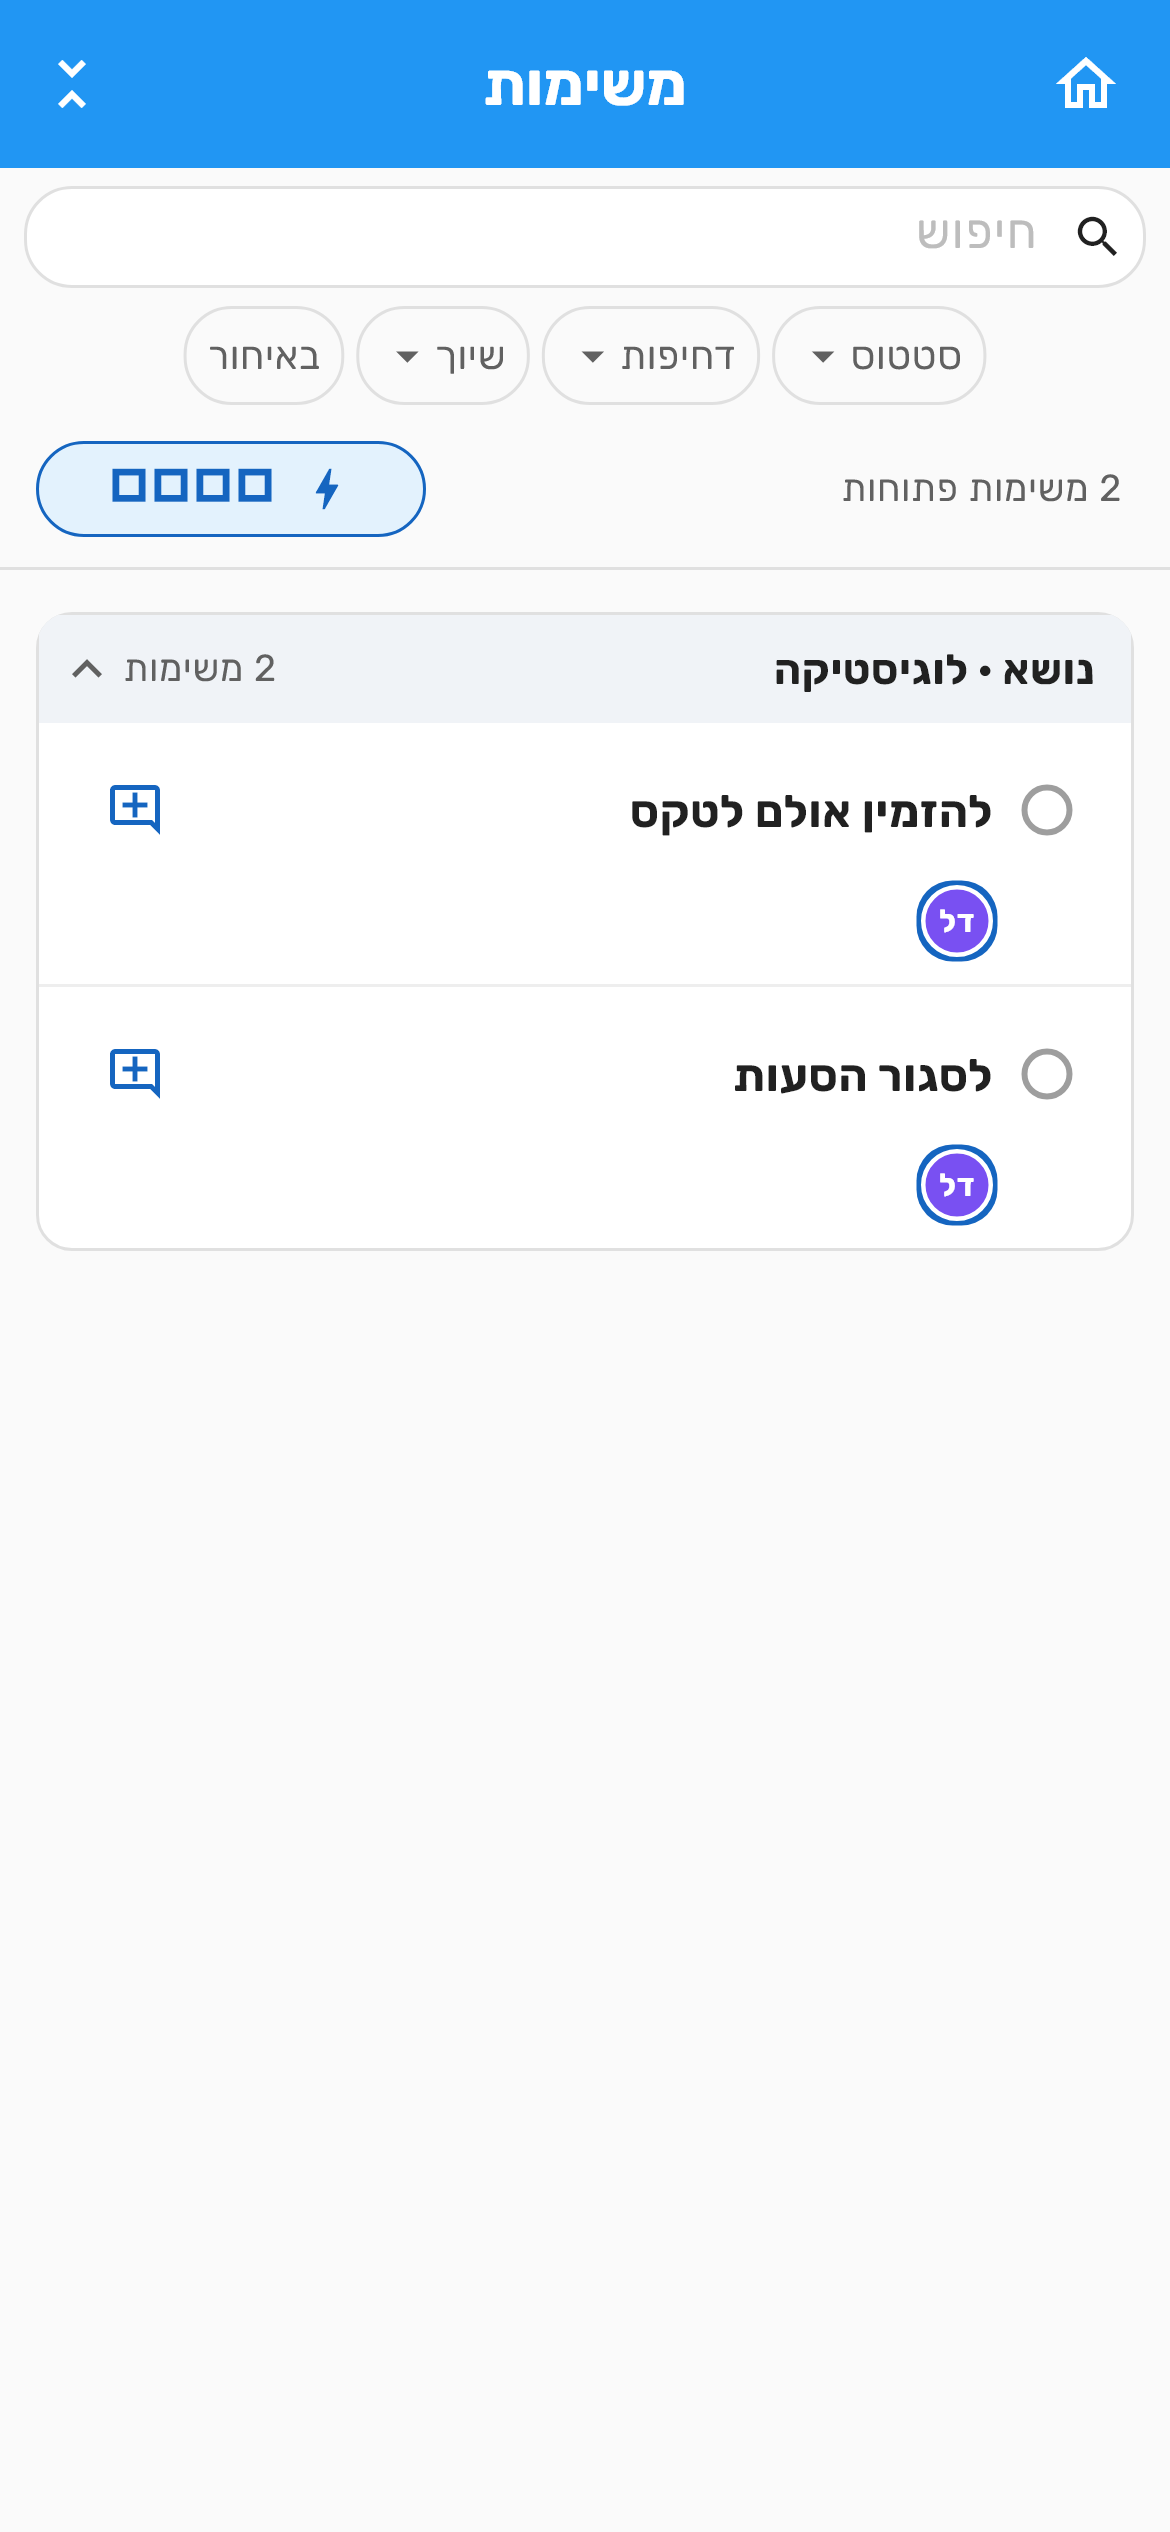 משימות
חיפוש
סטטוס דחיפות שיוך באיחור
2 משימות פתוחות
נושא • לוגיסטיקה 2 משימות
להזמין אולם לטקס
דל
לסגור הסעות
דל